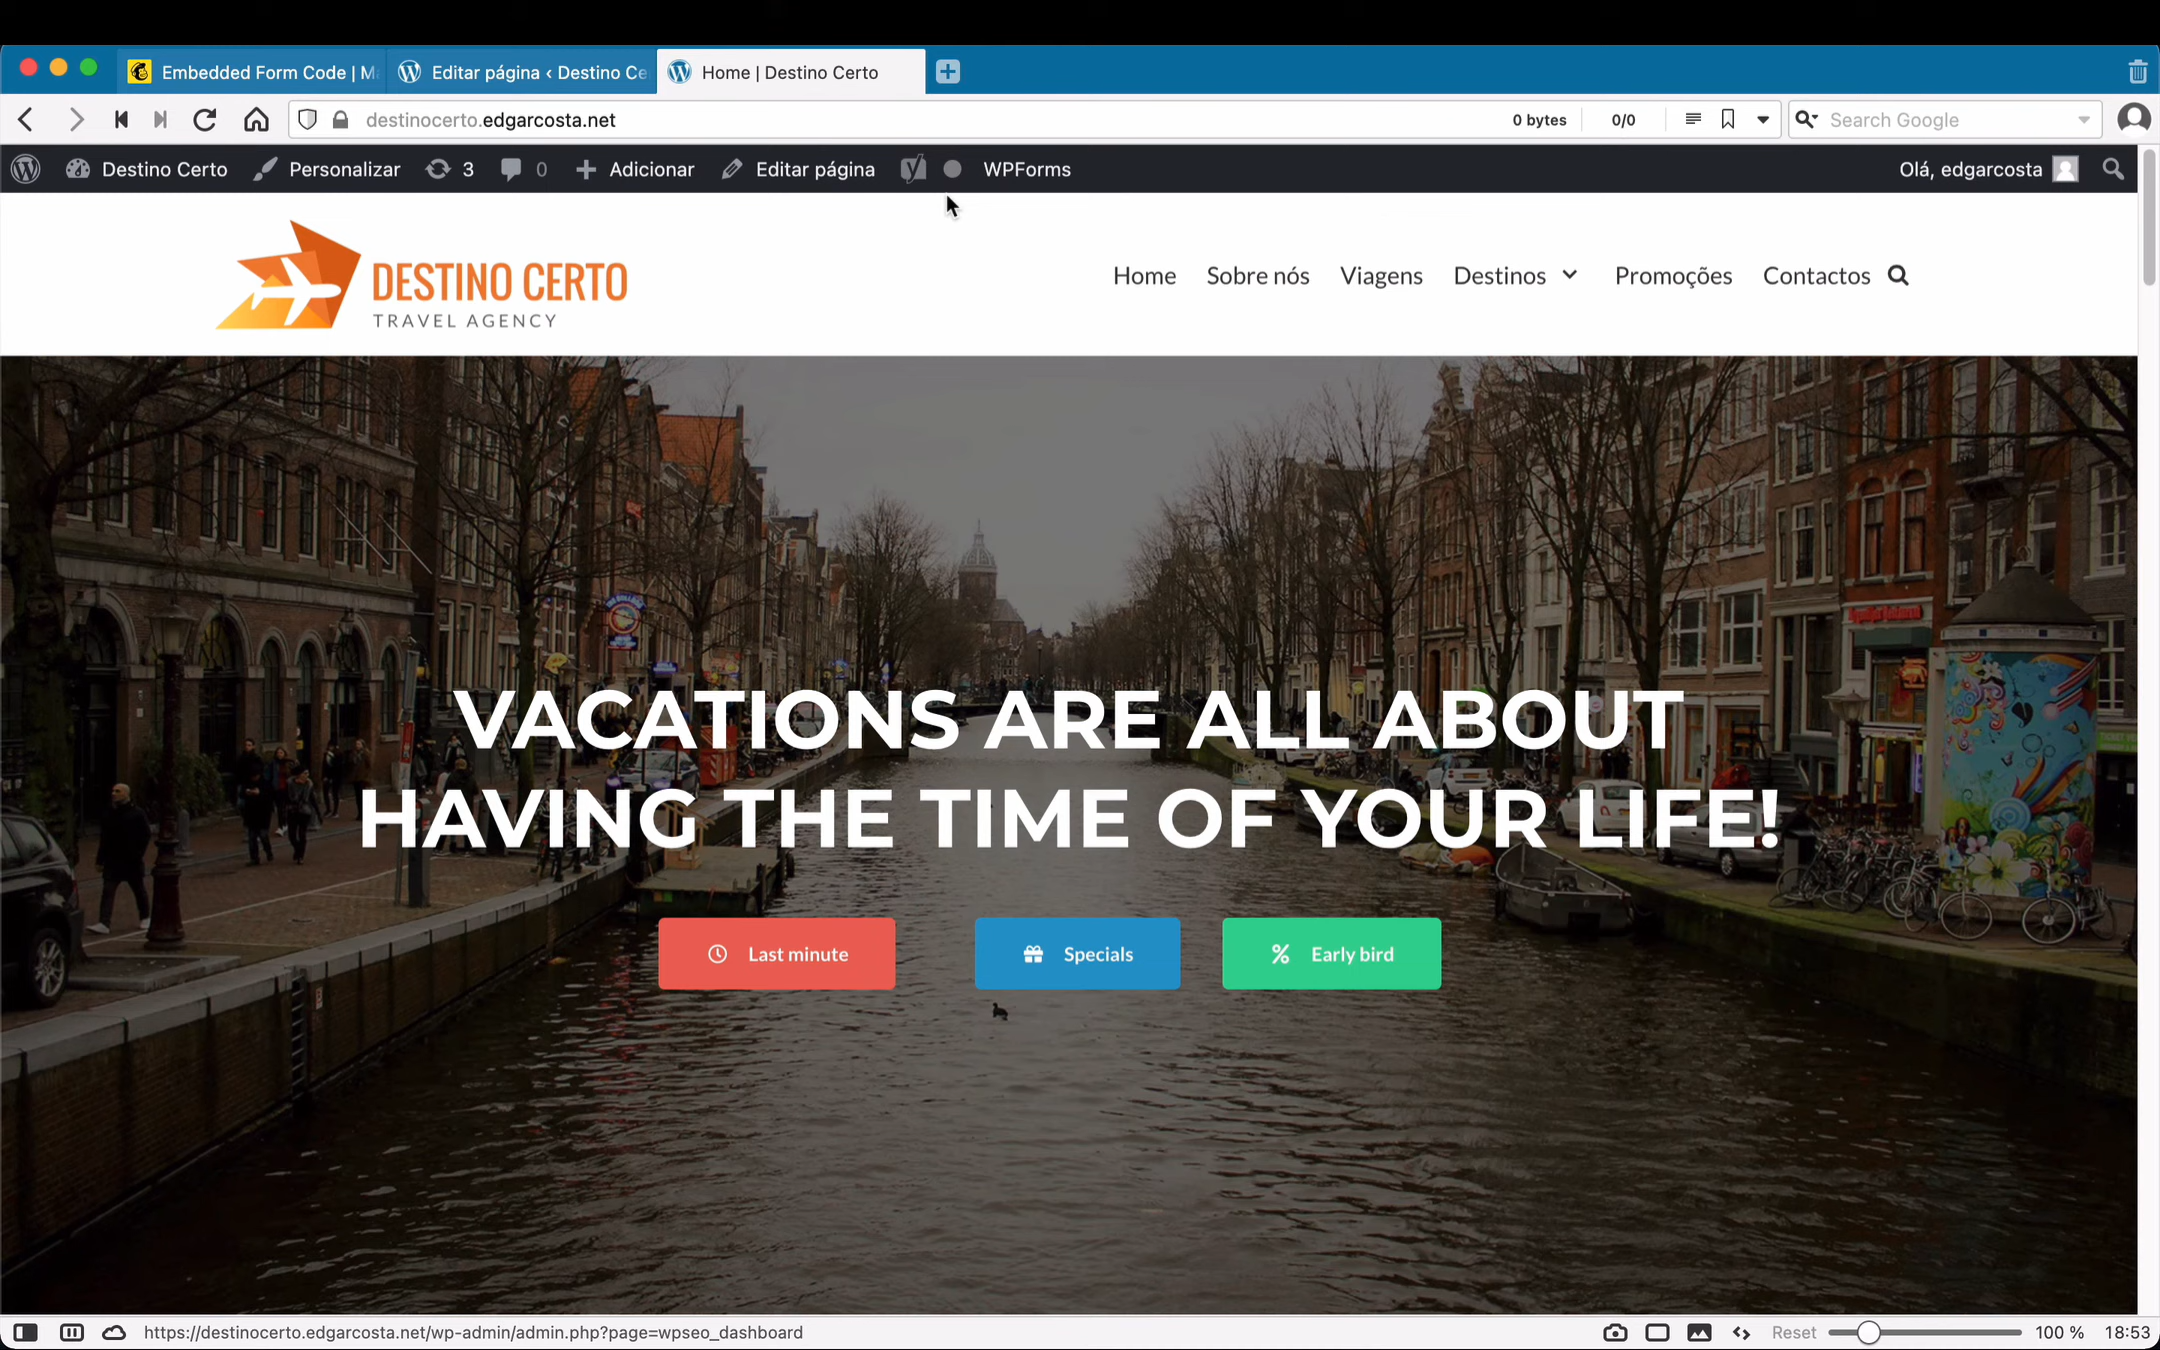 Embedded Form Code | M
Editar página ‹ Destino Ce
Home | Destino Certo
destinocerto.edgarcosta.net
0 bytes
0/0
Search Google
Destino Certo
Personalizar
3
0
Adicionar
Editar página
WPForms
Olá, edgarcosta
DESTINO CERTO
TRAVEL AGENCY
Home
Sobre nós
Viagens
Destinos
Promoções
Contactos
VACATIONS ARE ALL ABOUT
HAVING THE TIME OF YOUR LIFE!
Last minute
Specials
Early bird
https://destinocerto.edgarcosta.net/wp-admin/admin.php?page=wpseo_dashboard
Reset
100 %
18:53